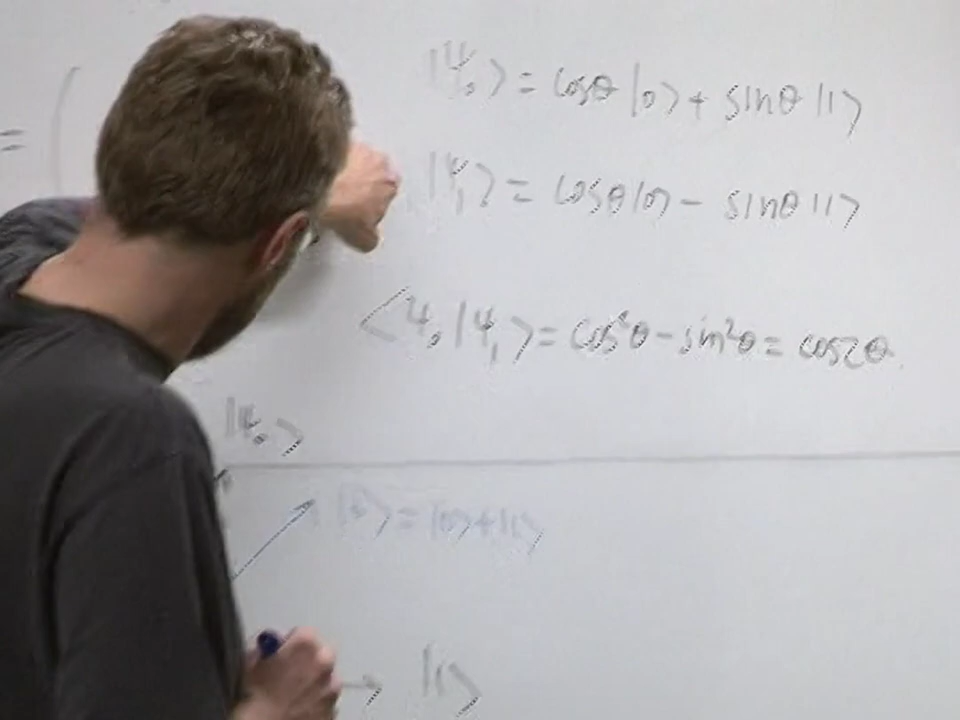 = (
|ψ₀⟩ = cosθ |0⟩ + sinθ |1⟩
|ψ₁⟩ = cosθ |0⟩ − sinθ |1⟩
⟨ψ₀|ψ₁⟩ = cos²θ − sin²θ = cos2θ
|ψ₀⟩
|+⟩ = |0⟩+|1⟩
|1⟩